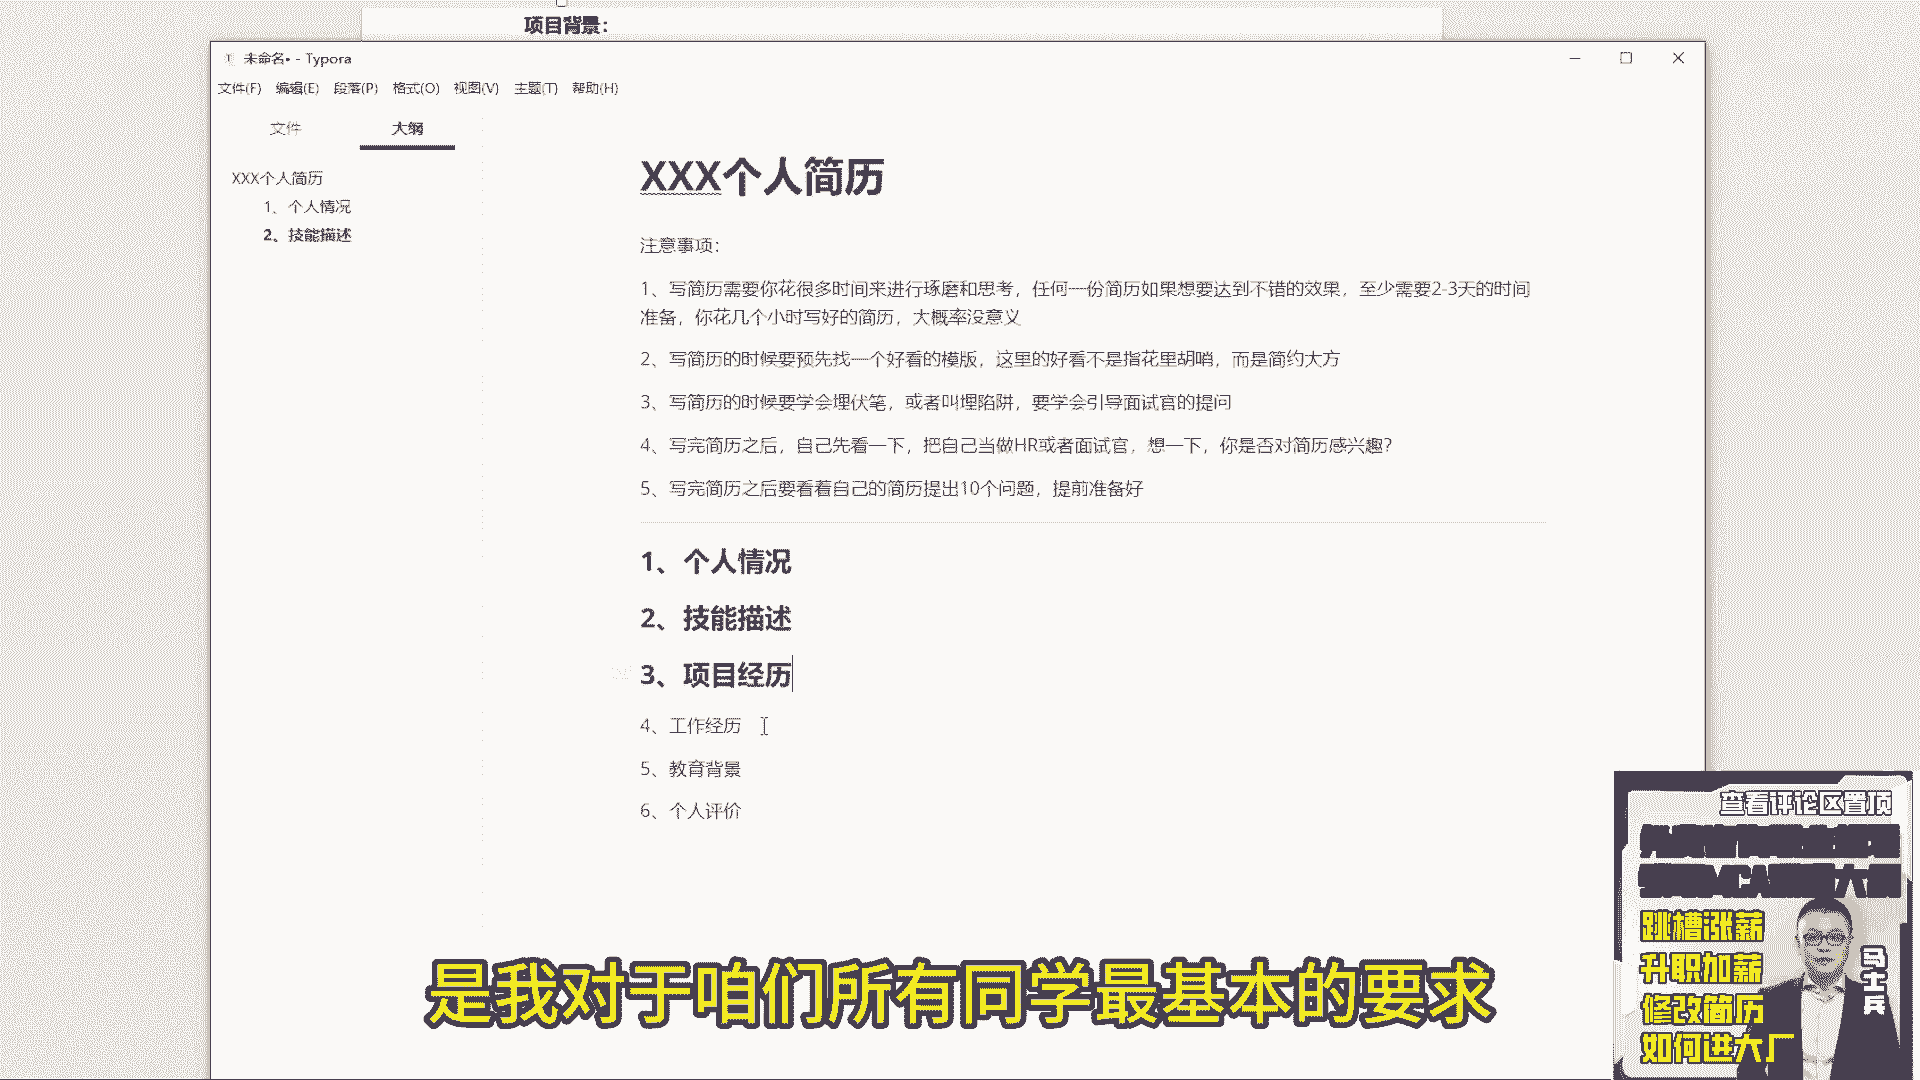 项目背景：
未命名• - Typora
文件(F) 编辑(E) 段落(P) 格式(O) 视图(V) 主题(T) 帮助(H)
文件 大纲
XXX个人简历
1、个人情况
2、技能描述
XXX个人简历
注意事项：
1、写简历需要你花很多时间来进行琢磨和思考，任何一份简历如果想要达到不错的效果，至少需要2-3天的时间
准备，你花几个小时写好的简历，大概率没意义
2、写简历的时候要预先找一个好看的模版，这里的好看不是指花里胡哨，而是简约大方
3、写简历的时候要学会埋伏笔，或者叫埋陷阱，要学会引导面试官的提问
4、写完简历之后，自己先看一下，把自己当做HR或者面试官，想一下，你是否对简历感兴趣？
5、写完简历之后要看着自己的简历提出10个问题，提前准备好
1、个人情况
2、技能描述
3、项目经历
4、工作经历
5、教育背景
6、个人评价
查看评论区置顶
跳槽涨薪
升职加薪
修改简历
如何进大厂
马士兵
是我对于咱们所有同学最基本的要求